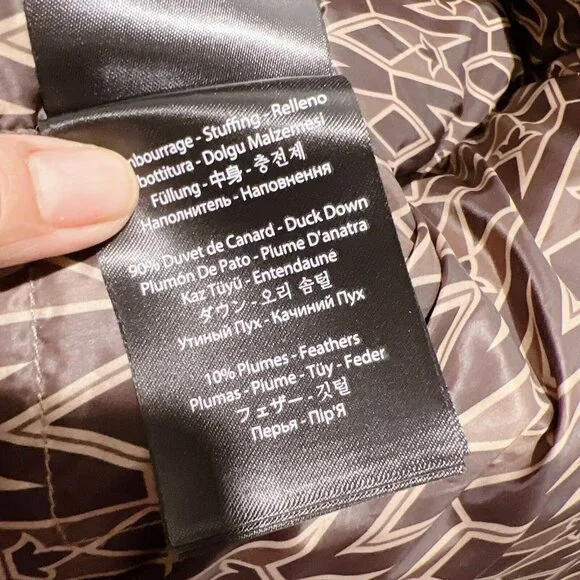 mbourrage - Stuffing - Relleno
bottitura - Dolgu Malzemesi
Füllung - 中身 - 충전제
Наполнитель - Наповнення
90% Duvet de Canard - Duck Down
Plumón De Pato - Plume D'anatra
Kaz Tüyü - Entendaune
ダウン - 오리 솜털
Утиный Пух - Качиний Пух
10% Plumes - Feathers
Plumas - Piume - Tüy - Feder
フェザー - 깃털
Перья - Пір'Я